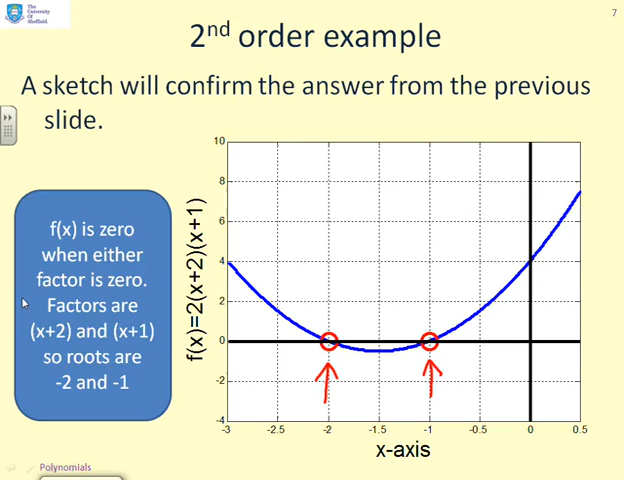 The
University
Of
Sheffield.
7
2nd order example
A sketch will confirm the answer from the previous
slide.
f(x) is zero
when either
factor is zero.
Factors are
(x+2) and (x+1)
so roots are
-2 and -1
f(x)=2(x+2)(x+1)
10
8
6
4
2
0
-2
-4
-3 -2.5 -2 -1.5 -1 -0.5 0 0.5
x-axis
Polynomials